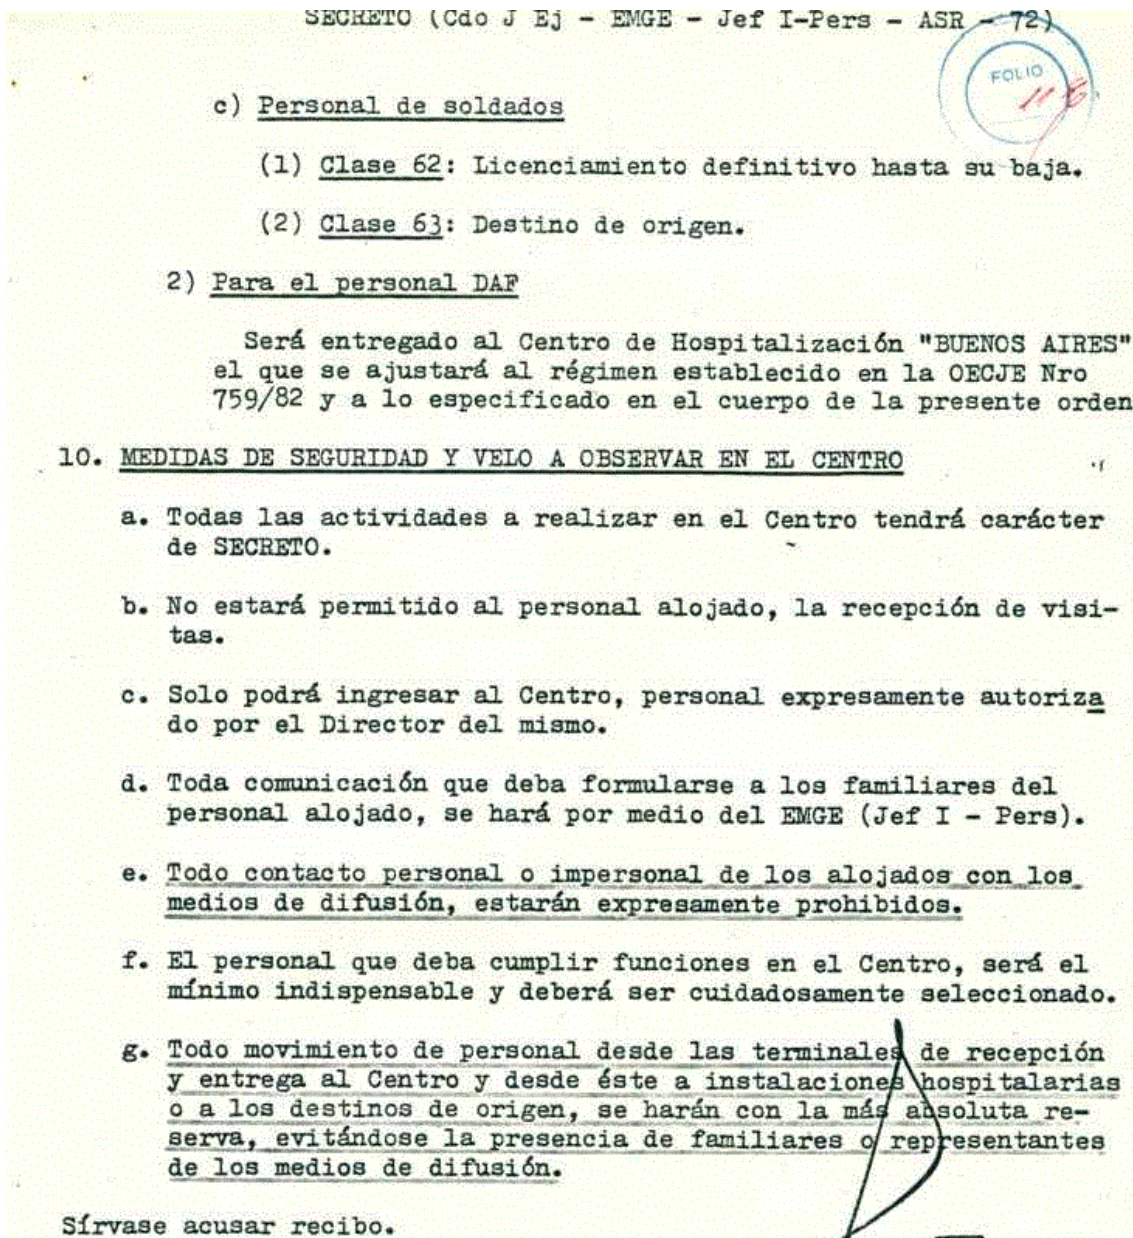 SECRETO (Cdo J Ej - EMGE - Jef I-Pers - ASR - 72)
FOLIO
118
c) Personal de soldados
(1) Clase 62: Licenciamiento definitivo hasta su baja.
(2) Clase 63: Destino de origen.
2) Para el personal DAF
Será entregado al Centro de Hospitalización "BUENOS AIRES"
el que se ajustará al régimen establecido en la OECJE Nro
759/82 y a lo especificado en el cuerpo de la presente orden
10. MEDIDAS DE SEGURIDAD Y VELO A OBSERVAR EN EL CENTRO
a. Todas las actividades a realizar en el Centro tendrá carácter
de SECRETO.
b. No estará permitido al personal alojado, la recepción de visi-
tas.
c. Solo podrá ingresar al Centro, personal expresamente autoriza
do por el Director del mismo.
d. Toda comunicación que deba formularse a los familiares del
personal alojado, se hará por medio del EMGE (Jef I - Pers).
e. Todo contacto personal o impersonal de los alojados con los
medios de difusión, estarán expresamente prohibidos.
f. El personal que deba cumplir funciones en el Centro, será el
mínimo indispensable y deberá ser cuidadosamente seleccionado.
g. Todo movimiento de personal desde las terminales de recepción
y entrega al Centro y desde éste a instalaciones hospitalarias
o a los destinos de origen, se harán con la más absoluta re-
serva, evitándose la presencia de familiares o representantes
de los medios de difusión.
Sírvase acusar recibo.